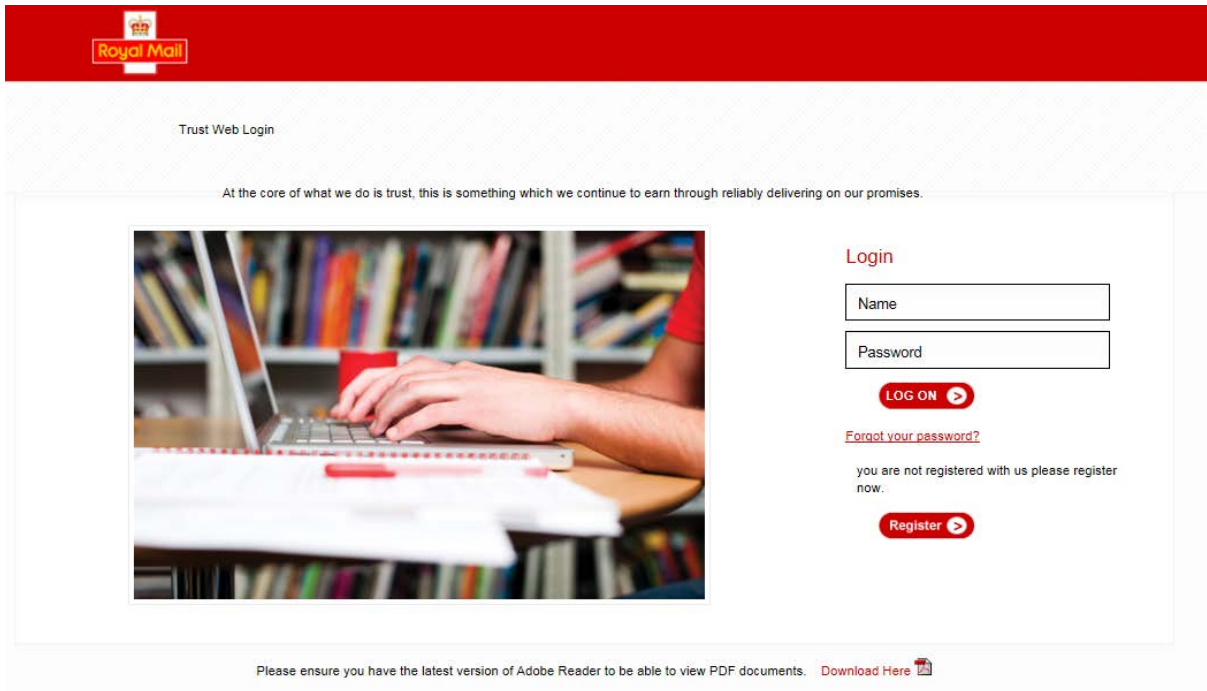 Royal Mail
Trust Web Login
At the core of what we do is trust, this is something which we continue to earn through reliably delivering on our promises.
Login
Name
Password
LOG ON
Forgot your password?
you are not registered with us please register
now.
Register
Please ensure you have the latest version of Adobe Reader to be able to view PDF documents. Download Here